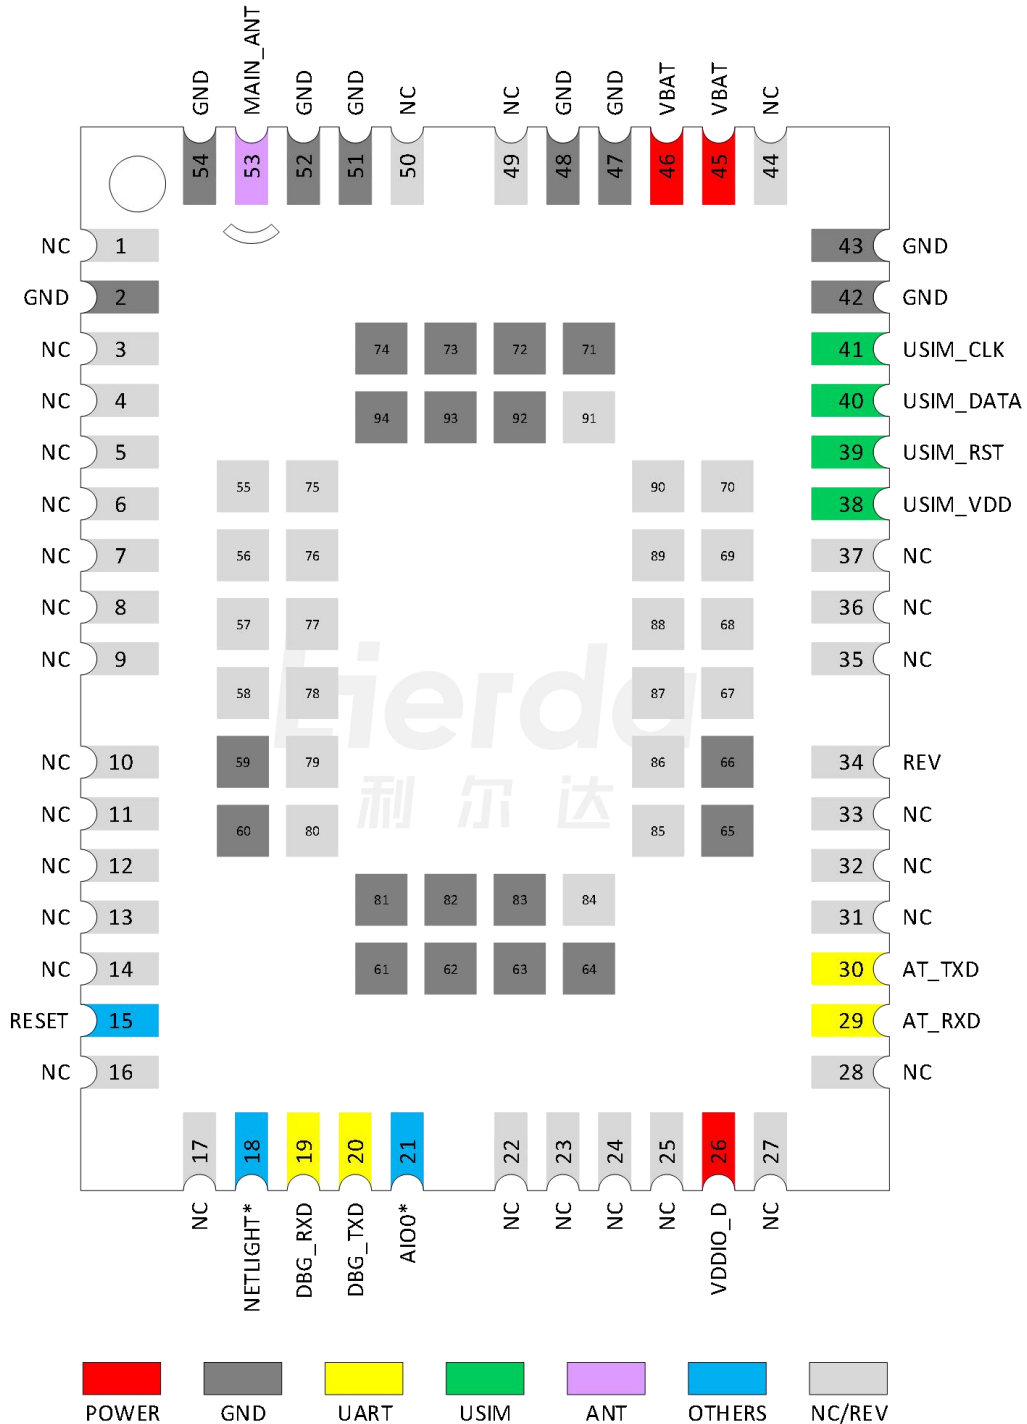 GND MAIN_ANT GND GND NC NC GND GND VBAT VBAT NC
54 53 52 51 50 49 48 47 46 45 44
NC 1 43 GND
GND 2 42 GND
NC 3 74 73 72 71 41 USIM_CLK
NC 4 94 93 92 91 40 USIM_DATA
NC 5 39 USIM_RST
55 75 90 70
NC 6 38 USIM_VDD
NC 7 56 76 89 69 37 NC
NC 8 57 77 88 68 36 NC
NC 9 35 NC
Lierda
58 78 87 67
NC 10 59 79 86 66 34 REV
利尔达
NC 11 60 80 85 65 33 NC
NC 12 32 NC
NC 13 81 82 83 84 31 NC
NC 14 61 62 63 64 30 AT_TXD
RESET 15 29 AT_RXD
NC 16 28 NC
17 18 19 20 21 22 23 24 25 26 27
NC NETLIGHT* DBG_RXD DBG_TXD AIO0* NC NC NC NC VDDIO_D NC
POWER GND UART USIM ANT OTHERS NC/REV